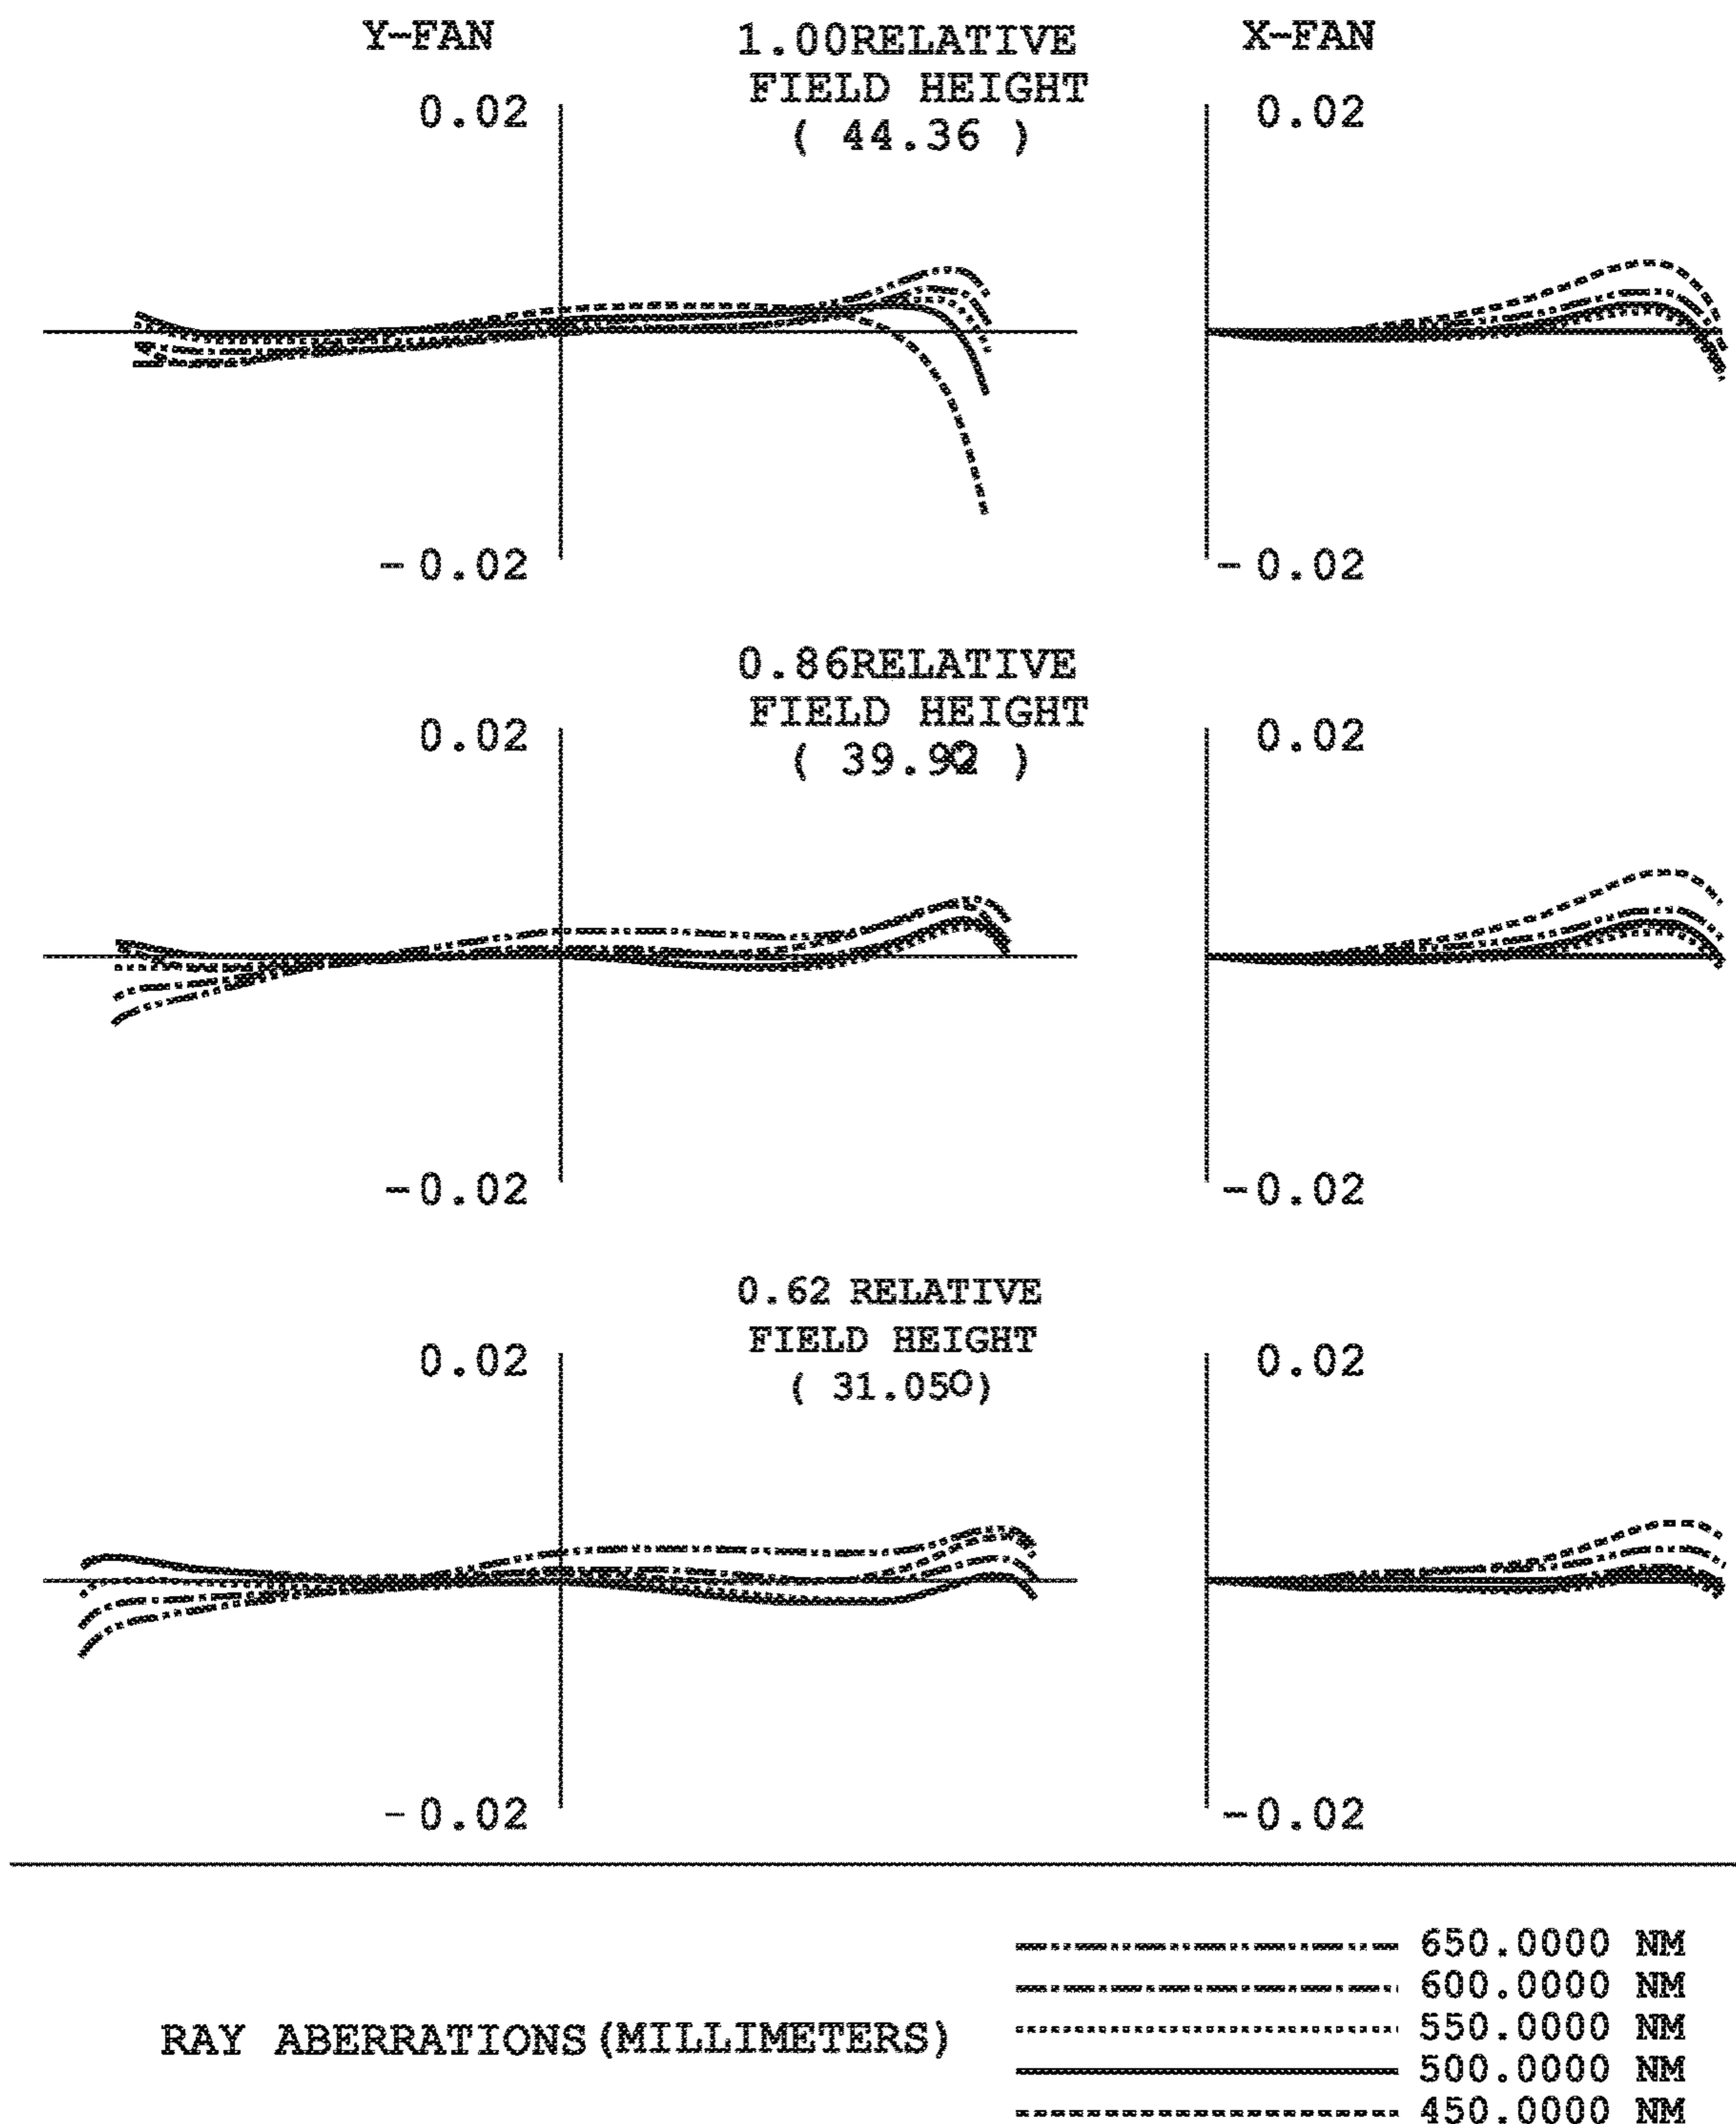 Y-FAN
1.00RELATIVE
FIELD HEIGHT
( 44.36 )
X-FAN
0.02
0.02
-0.02
-0.02
0.86RELATIVE
FIELD HEIGHT
0.02
0.02
-0.02
-0.02
0.62 RELATIVE
FIELD HEIGHT
( 31.050)
0.02
0.02
-0.02
-0.02
RAY ABERRATIONS(MILLIMETERS)
650.0000 NM
600.0000 NM
550.0000 NM
500.0000 NM
450.0000 NM